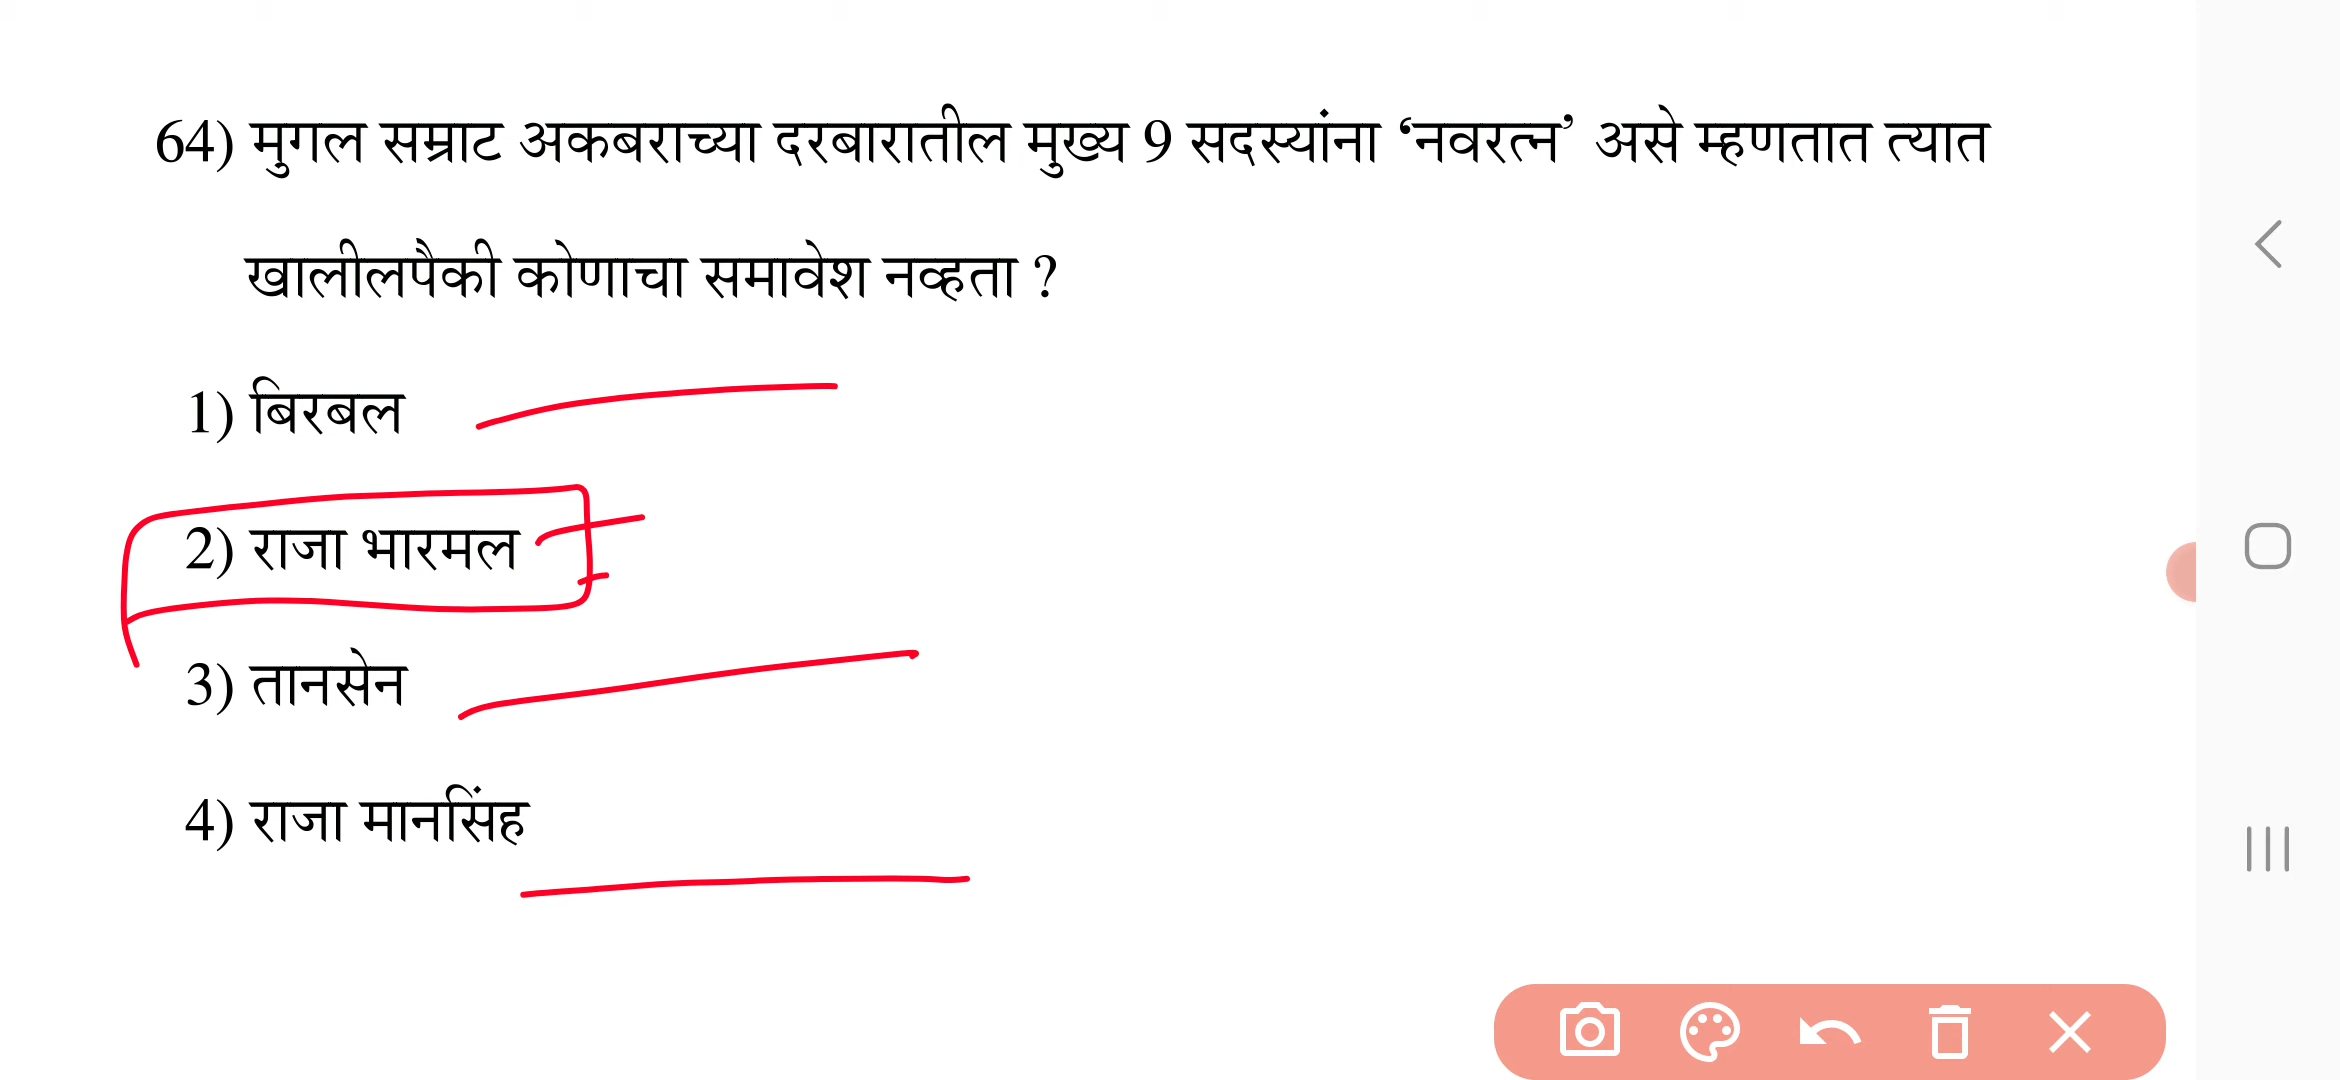 64) मुगल सम्राट अकबराच्या दरबारातील मुख्य 9 सदस्यांना ‘नवरत्न’ असे म्हणतात त्यात
खालीलपैकी कोणाचा समावेश नव्हता ?
1) बिरबल
2) राजा भारमल
3) तानसेन
4) राजा मानसिंह